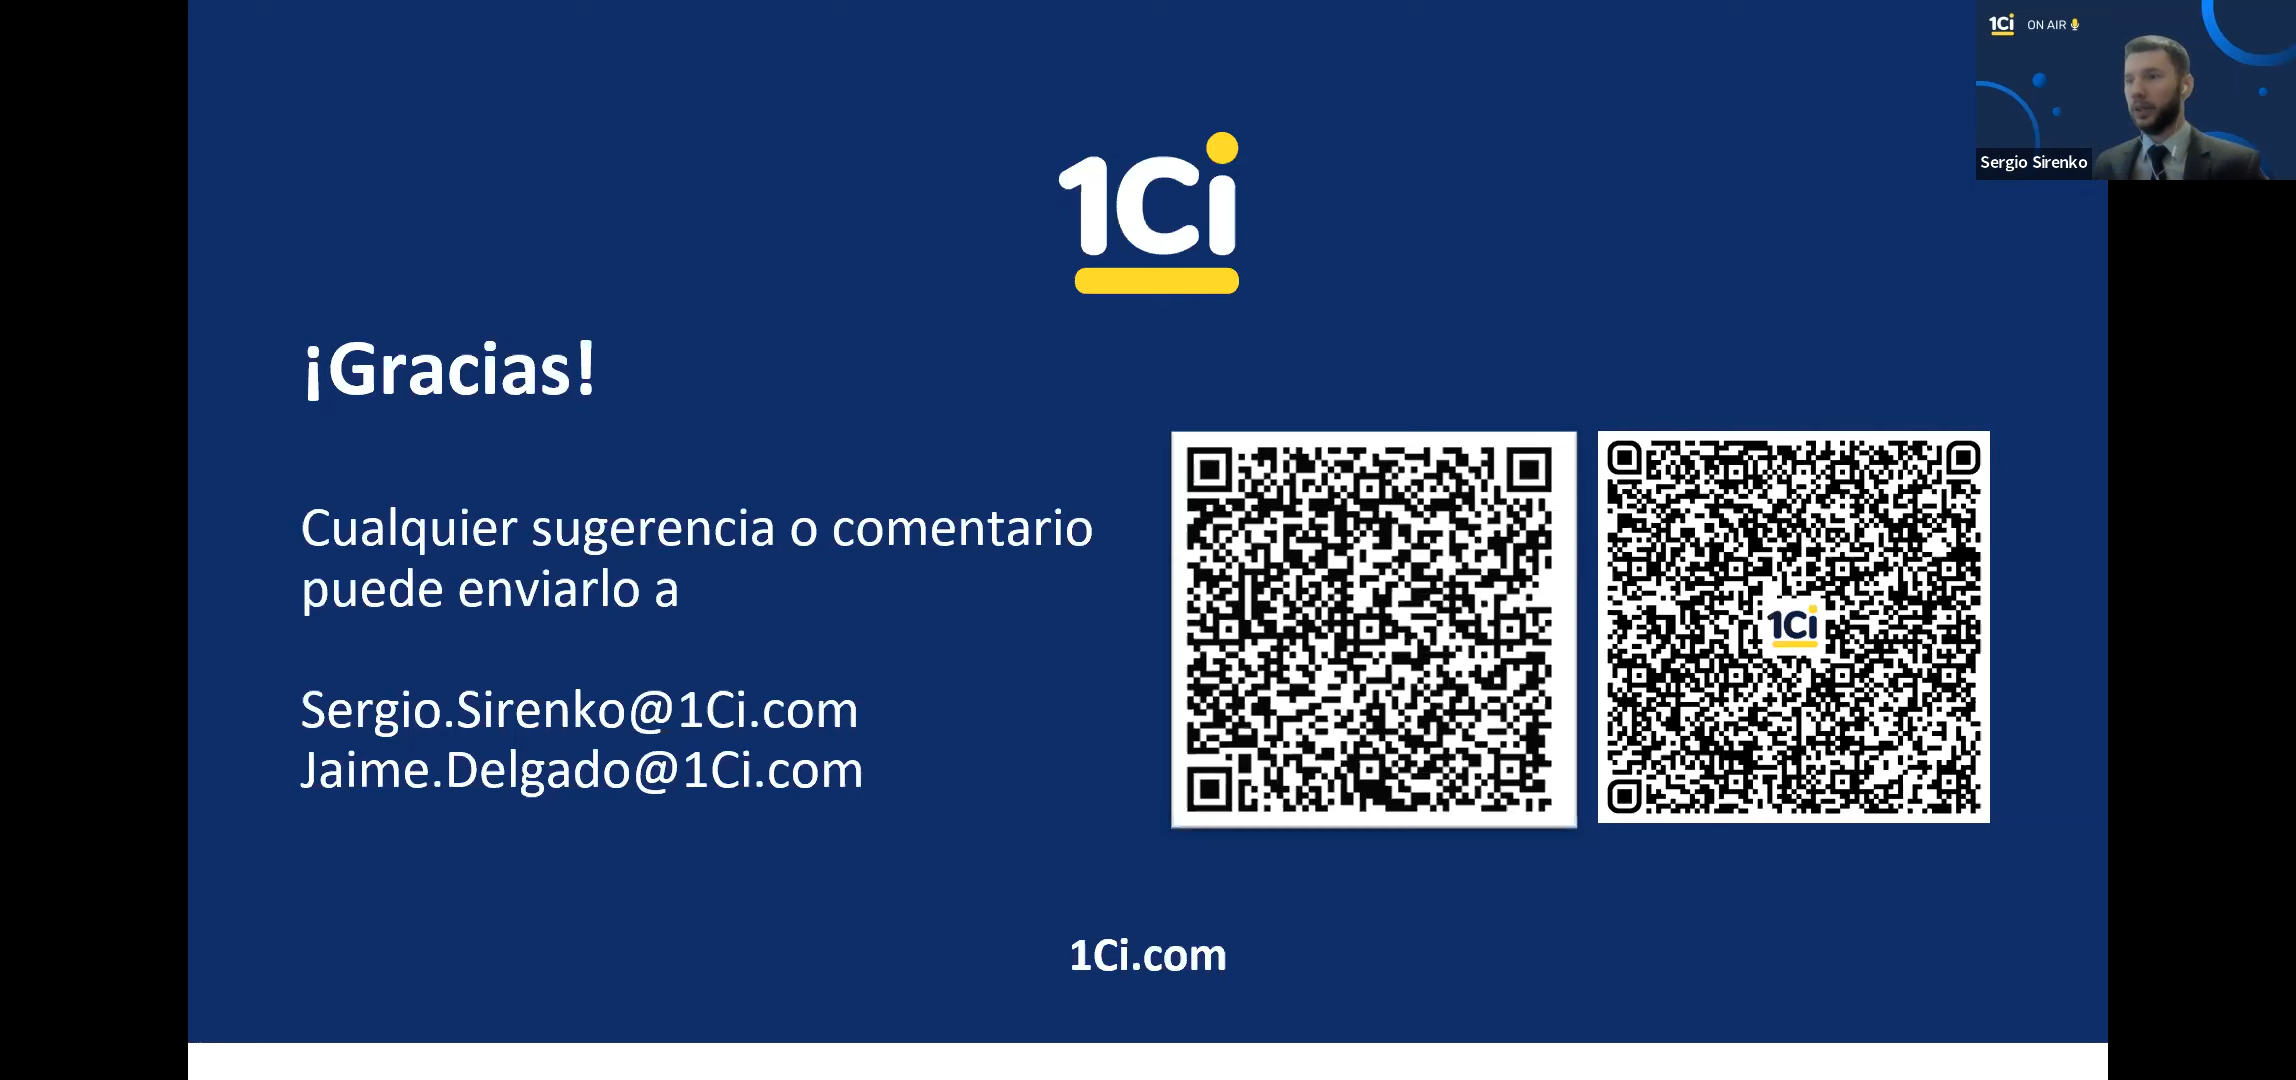 1Ci
ON AIR
Sergio Sirenko
1Ci
¡Gracias!
Cualquier sugerencia o comentario
puede enviarlo a
Sergio.Sirenko@1Ci.com
Jaime.Delgado@1Ci.com
1Ci
1Ci.com